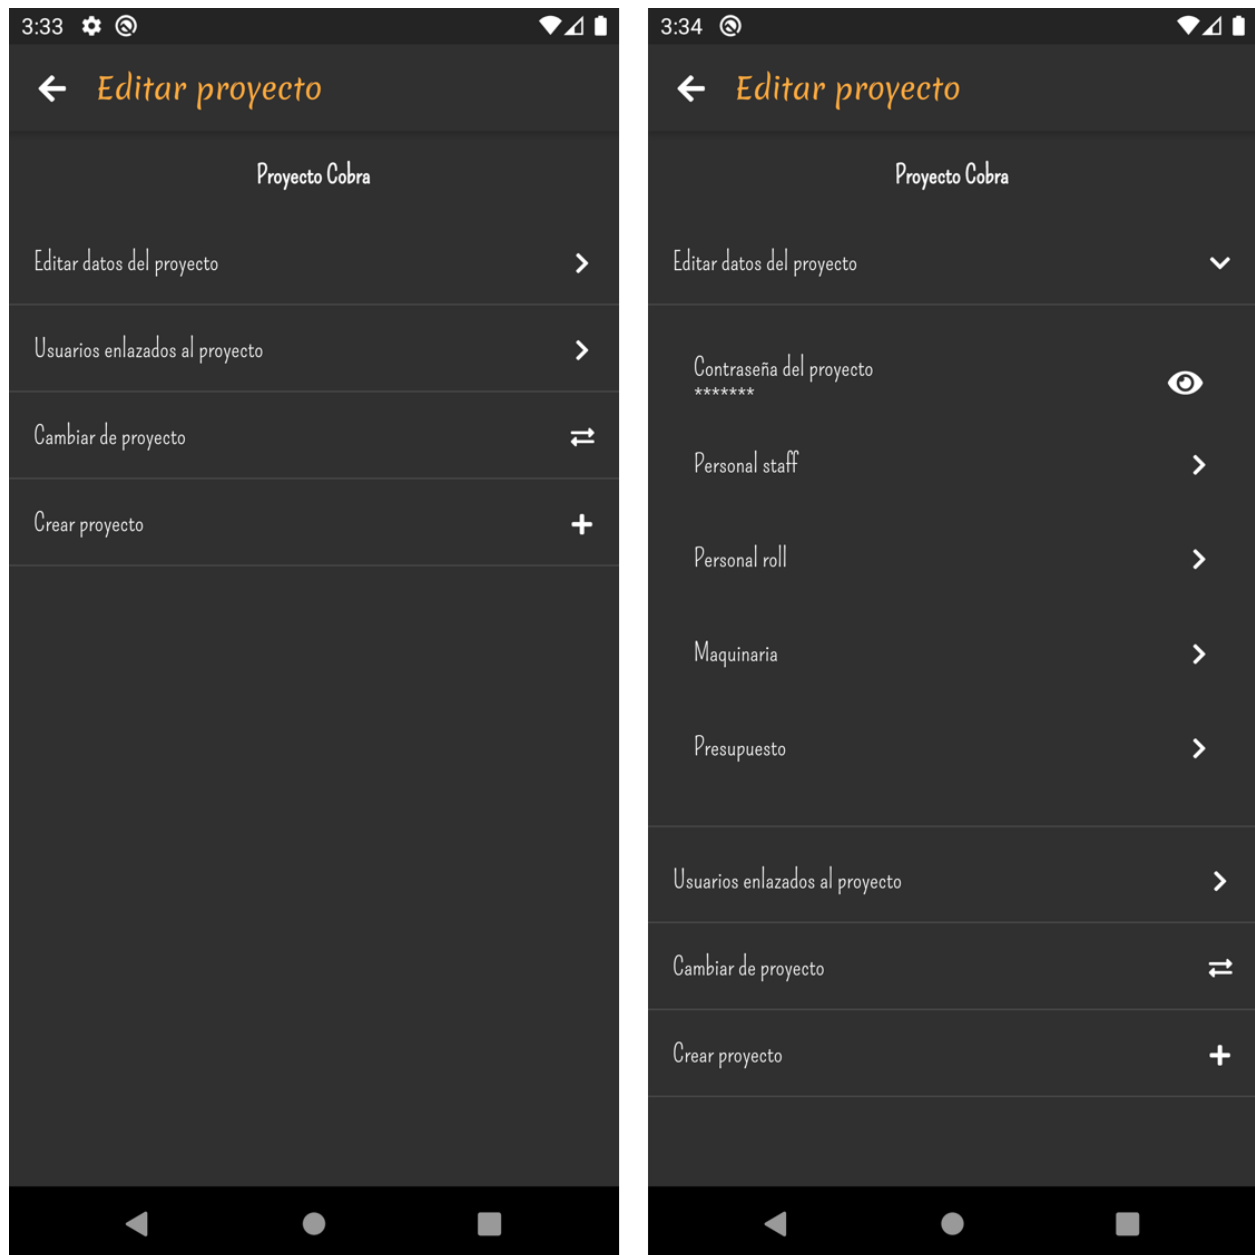 3:33
Editar proyecto
Proyecto Cobra
Editar datos del proyecto
Usuarios enlazados al proyecto
Cambiar de proyecto
Crear proyecto
3:34
Editar proyecto
Proyecto Cobra
Editar datos del proyecto
Contraseña del proyecto
*******
Personal staff
Personal roll
Maquinaria
Presupuesto
Usuarios enlazados al proyecto
Cambiar de proyecto
Crear proyecto